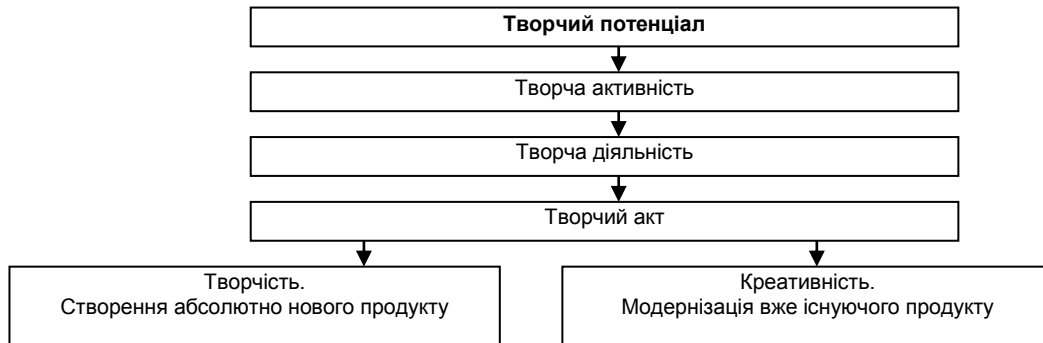 Творчий потенціал
Творча активність
Творча діяльність
Творчий акт
Творчість.
Створення абсолютно нового продукту
Креативність.
Модернізація вже існуючого продукту